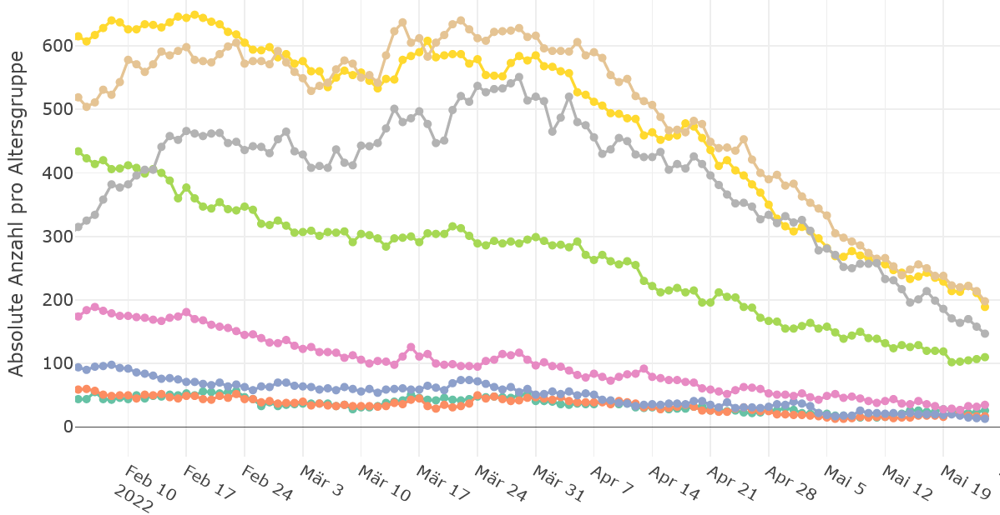 Absolute Anzahl pro Altersgruppe
600
500
400
300
200
100
0
Feb 10
2022
Feb 17
Feb 24
Mär 3
Mär 10
Mär 17
Mär 24
Mär 31
Apr 7
Apr 14
Apr 21
Apr 28
Mai 5
Mai 12
Mai 19